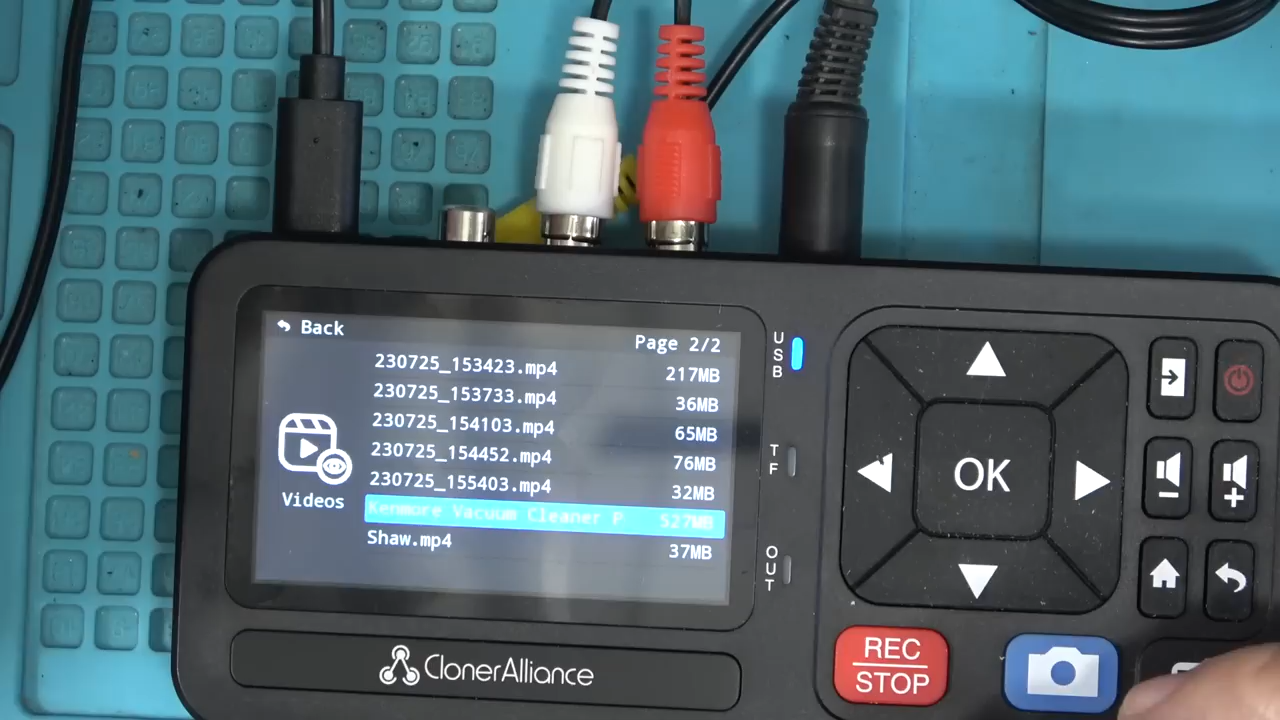 Back
Page 2/2
230725_153423.mp4 217MB
230725_153733.mp4 36MB
230725_154103.mp4 65MB
230725_154452.mp4 76MB
230725_155403.mp4 32MB
Kenmore Vacuum Cleaner P 527MB
Shaw.mp4 37MB
Videos
USB
TF
OUT
OK
REC
STOP
ClonerAlliance